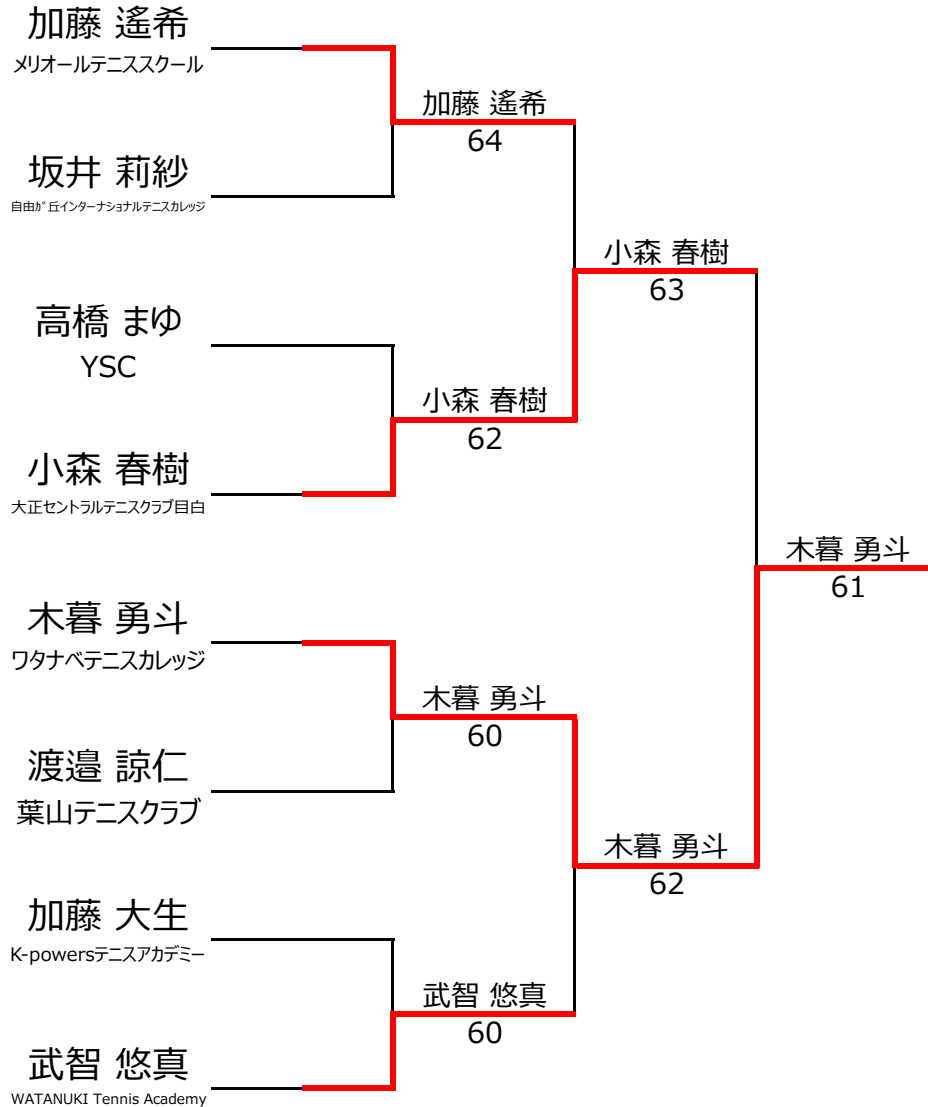 加藤 遙希
メリオールテニススクール
加藤 遙希
64
坂井 莉紗
自由が丘インターナショナルテニスカレッジ
小森 春樹
63
高橋 まゆ
YSC
小森 春樹
62
小森 春樹
大正セントラルテニスクラブ目白
木暮 勇斗
61
木暮 勇斗
ワタナベテニスカレッジ
木暮 勇斗
60
渡邉 諒仁
葉山テニスクラブ
木暮 勇斗
62
加藤 大生
K-powersテニスアカデミー
武智 悠真
60
武智 悠真
WATANUKI Tennis Academy